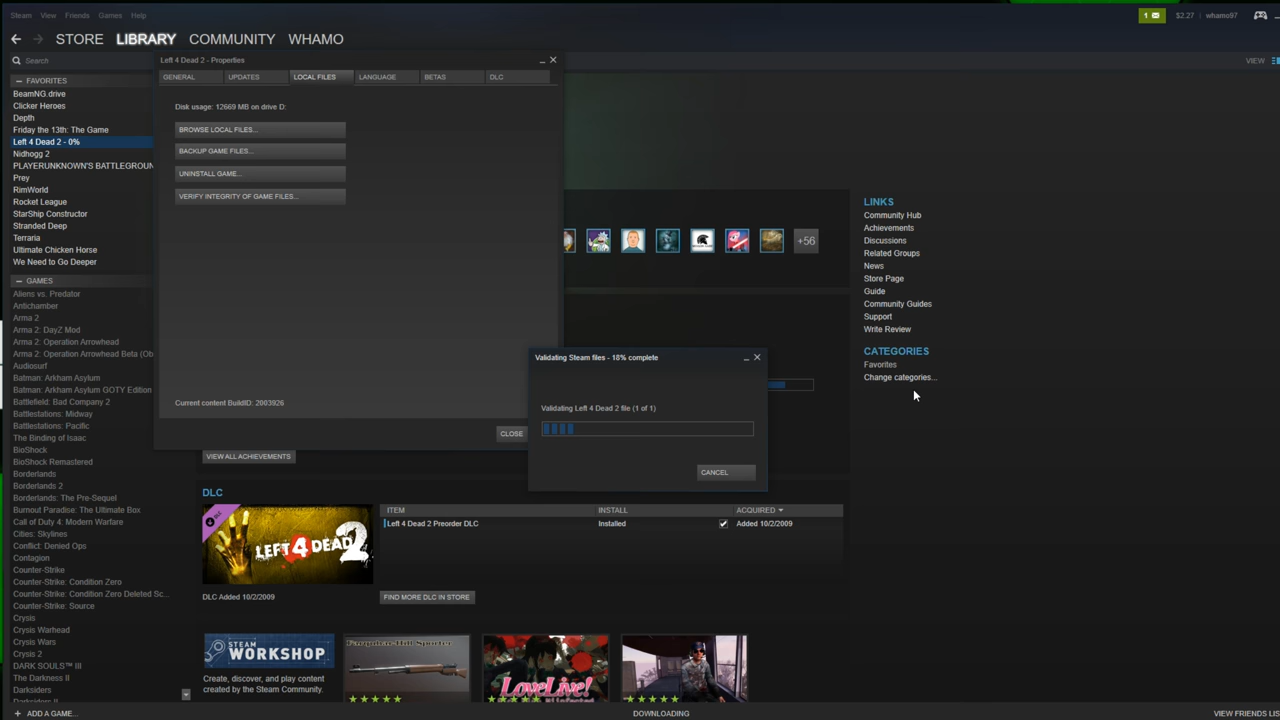 Steam View Friends Games Help
1 $2.27 whamo97
STORE LIBRARY COMMUNITY WHAMO
Search
VIEW
FAVORITES
BeamNG.drive
Clicker Heroes
Depth
Friday the 13th: The Game
Left 4 Dead 2 - 0%
Nidhogg 2
PLAYERUNKNOWN'S BATTLEGROUN
Prey
RimWorld
Rocket League
StarShip Constructor
Stranded Deep
Terraria
Ultimate Chicken Horse
We Need to Go Deeper
GAMES
Aliens vs. Predator
Antichamber
Arma 2
Arma 2: DayZ Mod
Arma 2: Operation Arrowhead
Arma 2: Operation Arrowhead Beta (Ob
Audiosurf
Batman: Arkham Asylum
Batman: Arkham Asylum GOTY Edition
Battlefield: Bad Company 2
Battlestations: Midway
Battlestations: Pacific
The Binding of Isaac
BioShock
BioShock Remastered
Borderlands
Borderlands 2
Borderlands: The Pre-Sequel
Burnout Paradise: The Ultimate Box
Call of Duty 4: Modern Warfare
Cities: Skylines
Conflict: Denied Ops
Contagion
Counter-Strike
Counter-Strike: Condition Zero
Counter-Strike: Condition Zero Deleted Sc...
Counter-Strike: Source
Crysis
Crysis Warhead
Crysis Wars
Crysis 2
DARK SOULS™ III
The Darkness II
Darksiders
Darksiders II
ADD A GAME...
Left 4 Dead 2 - Properties
GENERAL UPDATES LOCAL FILES LANGUAGE BETAS DLC
Disk usage: 12669 MB on drive D:
BROWSE LOCAL FILES...
BACKUP GAME FILES...
UNINSTALL GAME...
VERIFY INTEGRITY OF GAME FILES...
Current content BuildID: 2003926
CLOSE
+56
Validating Steam files - 18% complete
Validating Left 4 Dead 2 file (1 of 1)
CANCEL
VIEW ALL ACHIEVEMENTS
DLC
LEFT 4 DEAD 2
DLC Added 10/2/2009
ITEM INSTALL ACQUIRED
Left 4 Dead 2 Preorder DLC Installed Added 10/2/2009
FIND MORE DLC IN STORE
STEAM WORKSHOP
Create, discover, and play content
created by the Steam Community.
Farquhar-Hill Sporter
LoveLive!
LINKS
Community Hub
Achievements
Discussions
Related Groups
News
Store Page
Guide
Community Guides
Support
Write Review
CATEGORIES
Favorites
Change categories...
DOWNLOADING
VIEW FRIENDS LIS